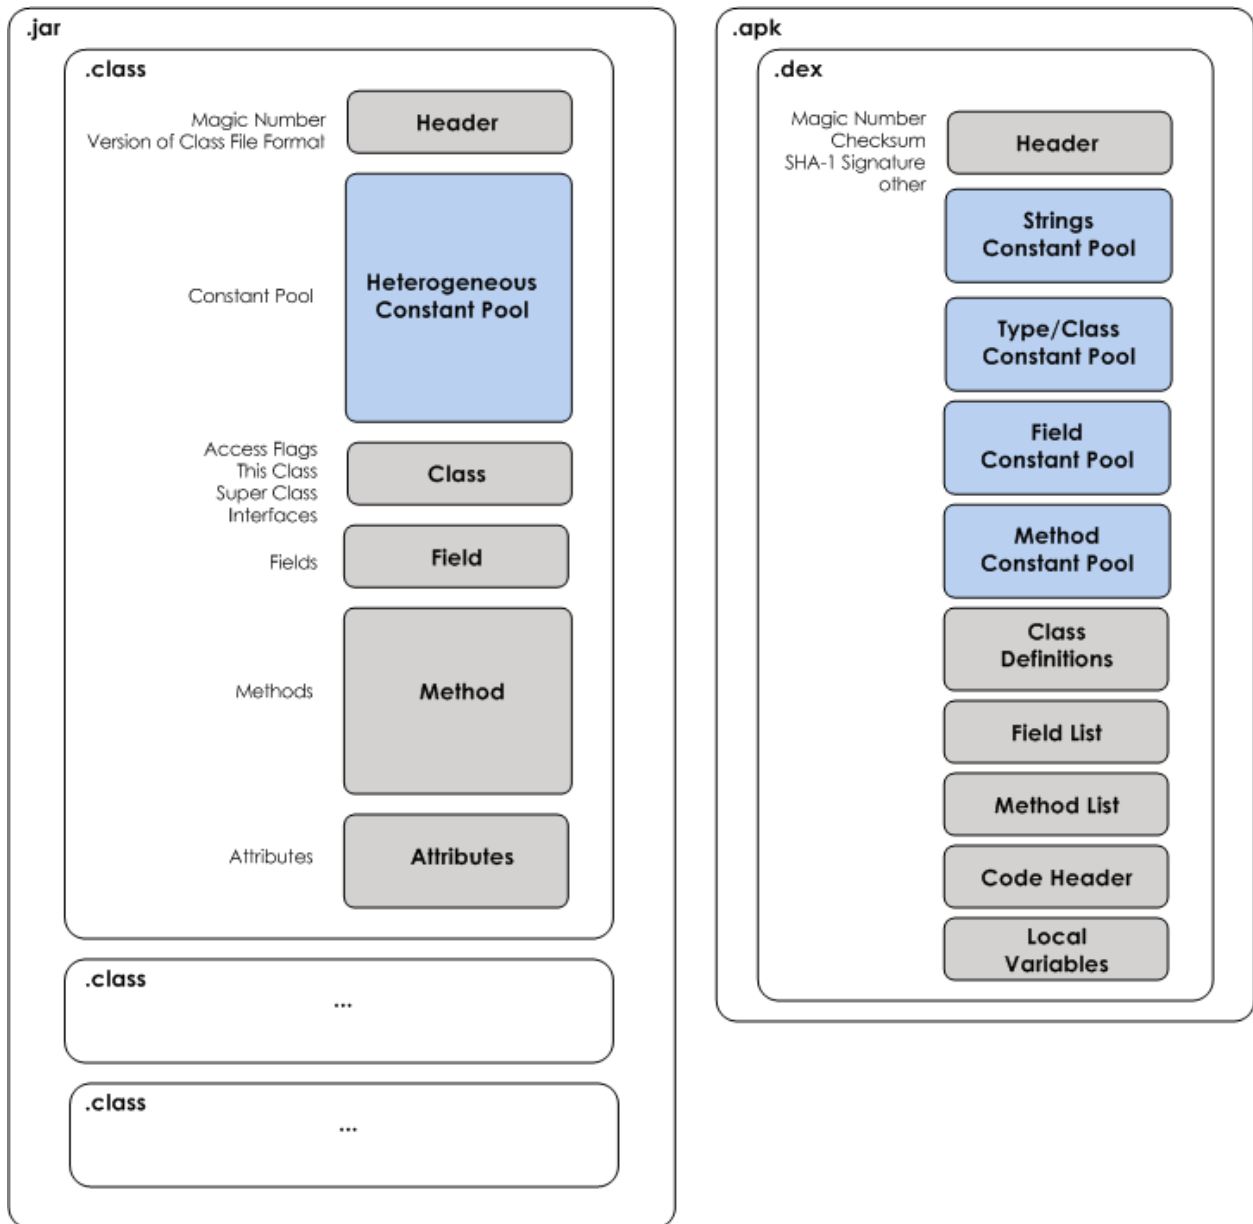 .jar
.class
Magic Number
Version of Class File Format
Header
Constant Pool
Heterogeneous
Constant Pool
Access Flags
This Class
Super Class
Interfaces
Class
Fields
Field
Methods
Method
Attributes
Attributes
.class
...
.class
...
.apk
.dex
Magic Number
Checksum
SHA-1 Signature
other
Header
Strings
Constant Pool
Type/Class
Constant Pool
Field
Constant Pool
Method
Constant Pool
Class
Definitions
Field List
Method List
Code Header
Local
Variables